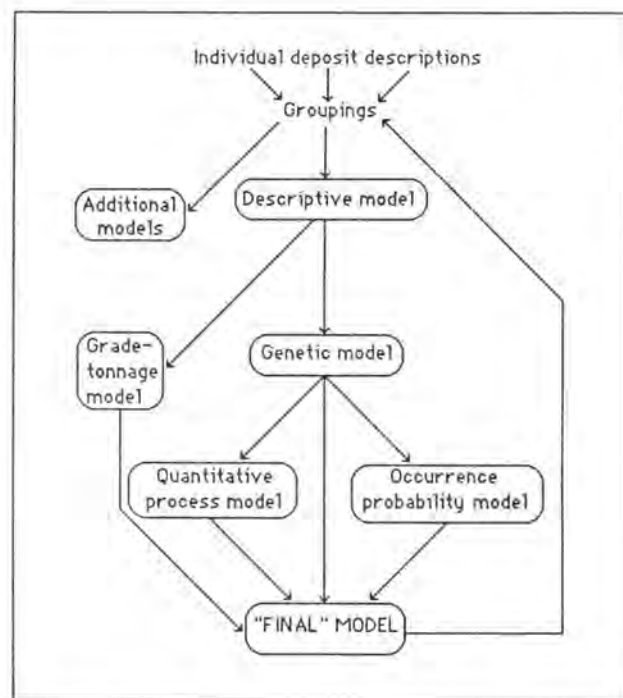 Individual deposit descriptions
Groupings
Additional
models
Descriptive model
Grade-
tonnage
model
Genetic model
Quantitative
process model
Occurrence
probability model
"FINAL" MODEL